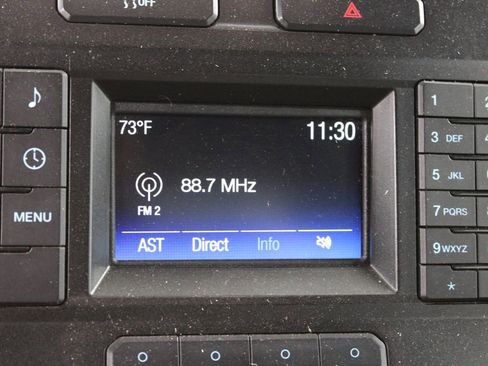 OFF
73°F 11:30
88.7 MHz
FM 2
AST Direct Info
MENU
1
3 DEF
5 JKL
7 PQRS
9 WXYZ
*